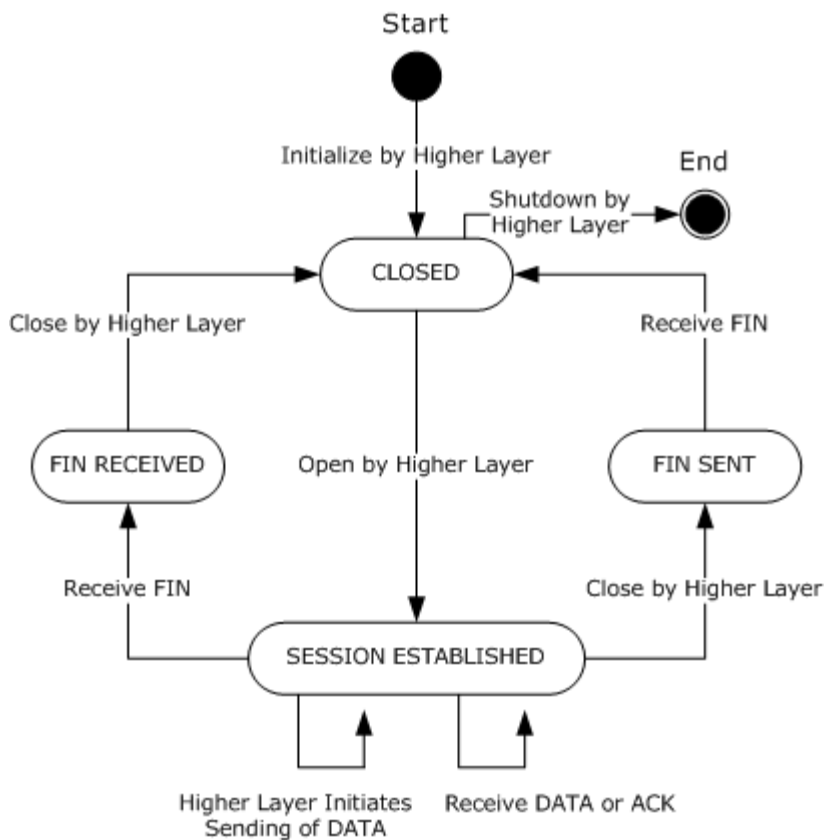 Start
Initialize by Higher Layer
End
Shutdown by
Higher Layer
CLOSED
Close by Higher Layer
Receive FIN
FIN RECEIVED
Open by Higher Layer
FIN SENT
Receive FIN
Close by Higher Layer
SESSION ESTABLISHED
Higher Layer Initiates
Sending of DATA
Receive DATA or ACK